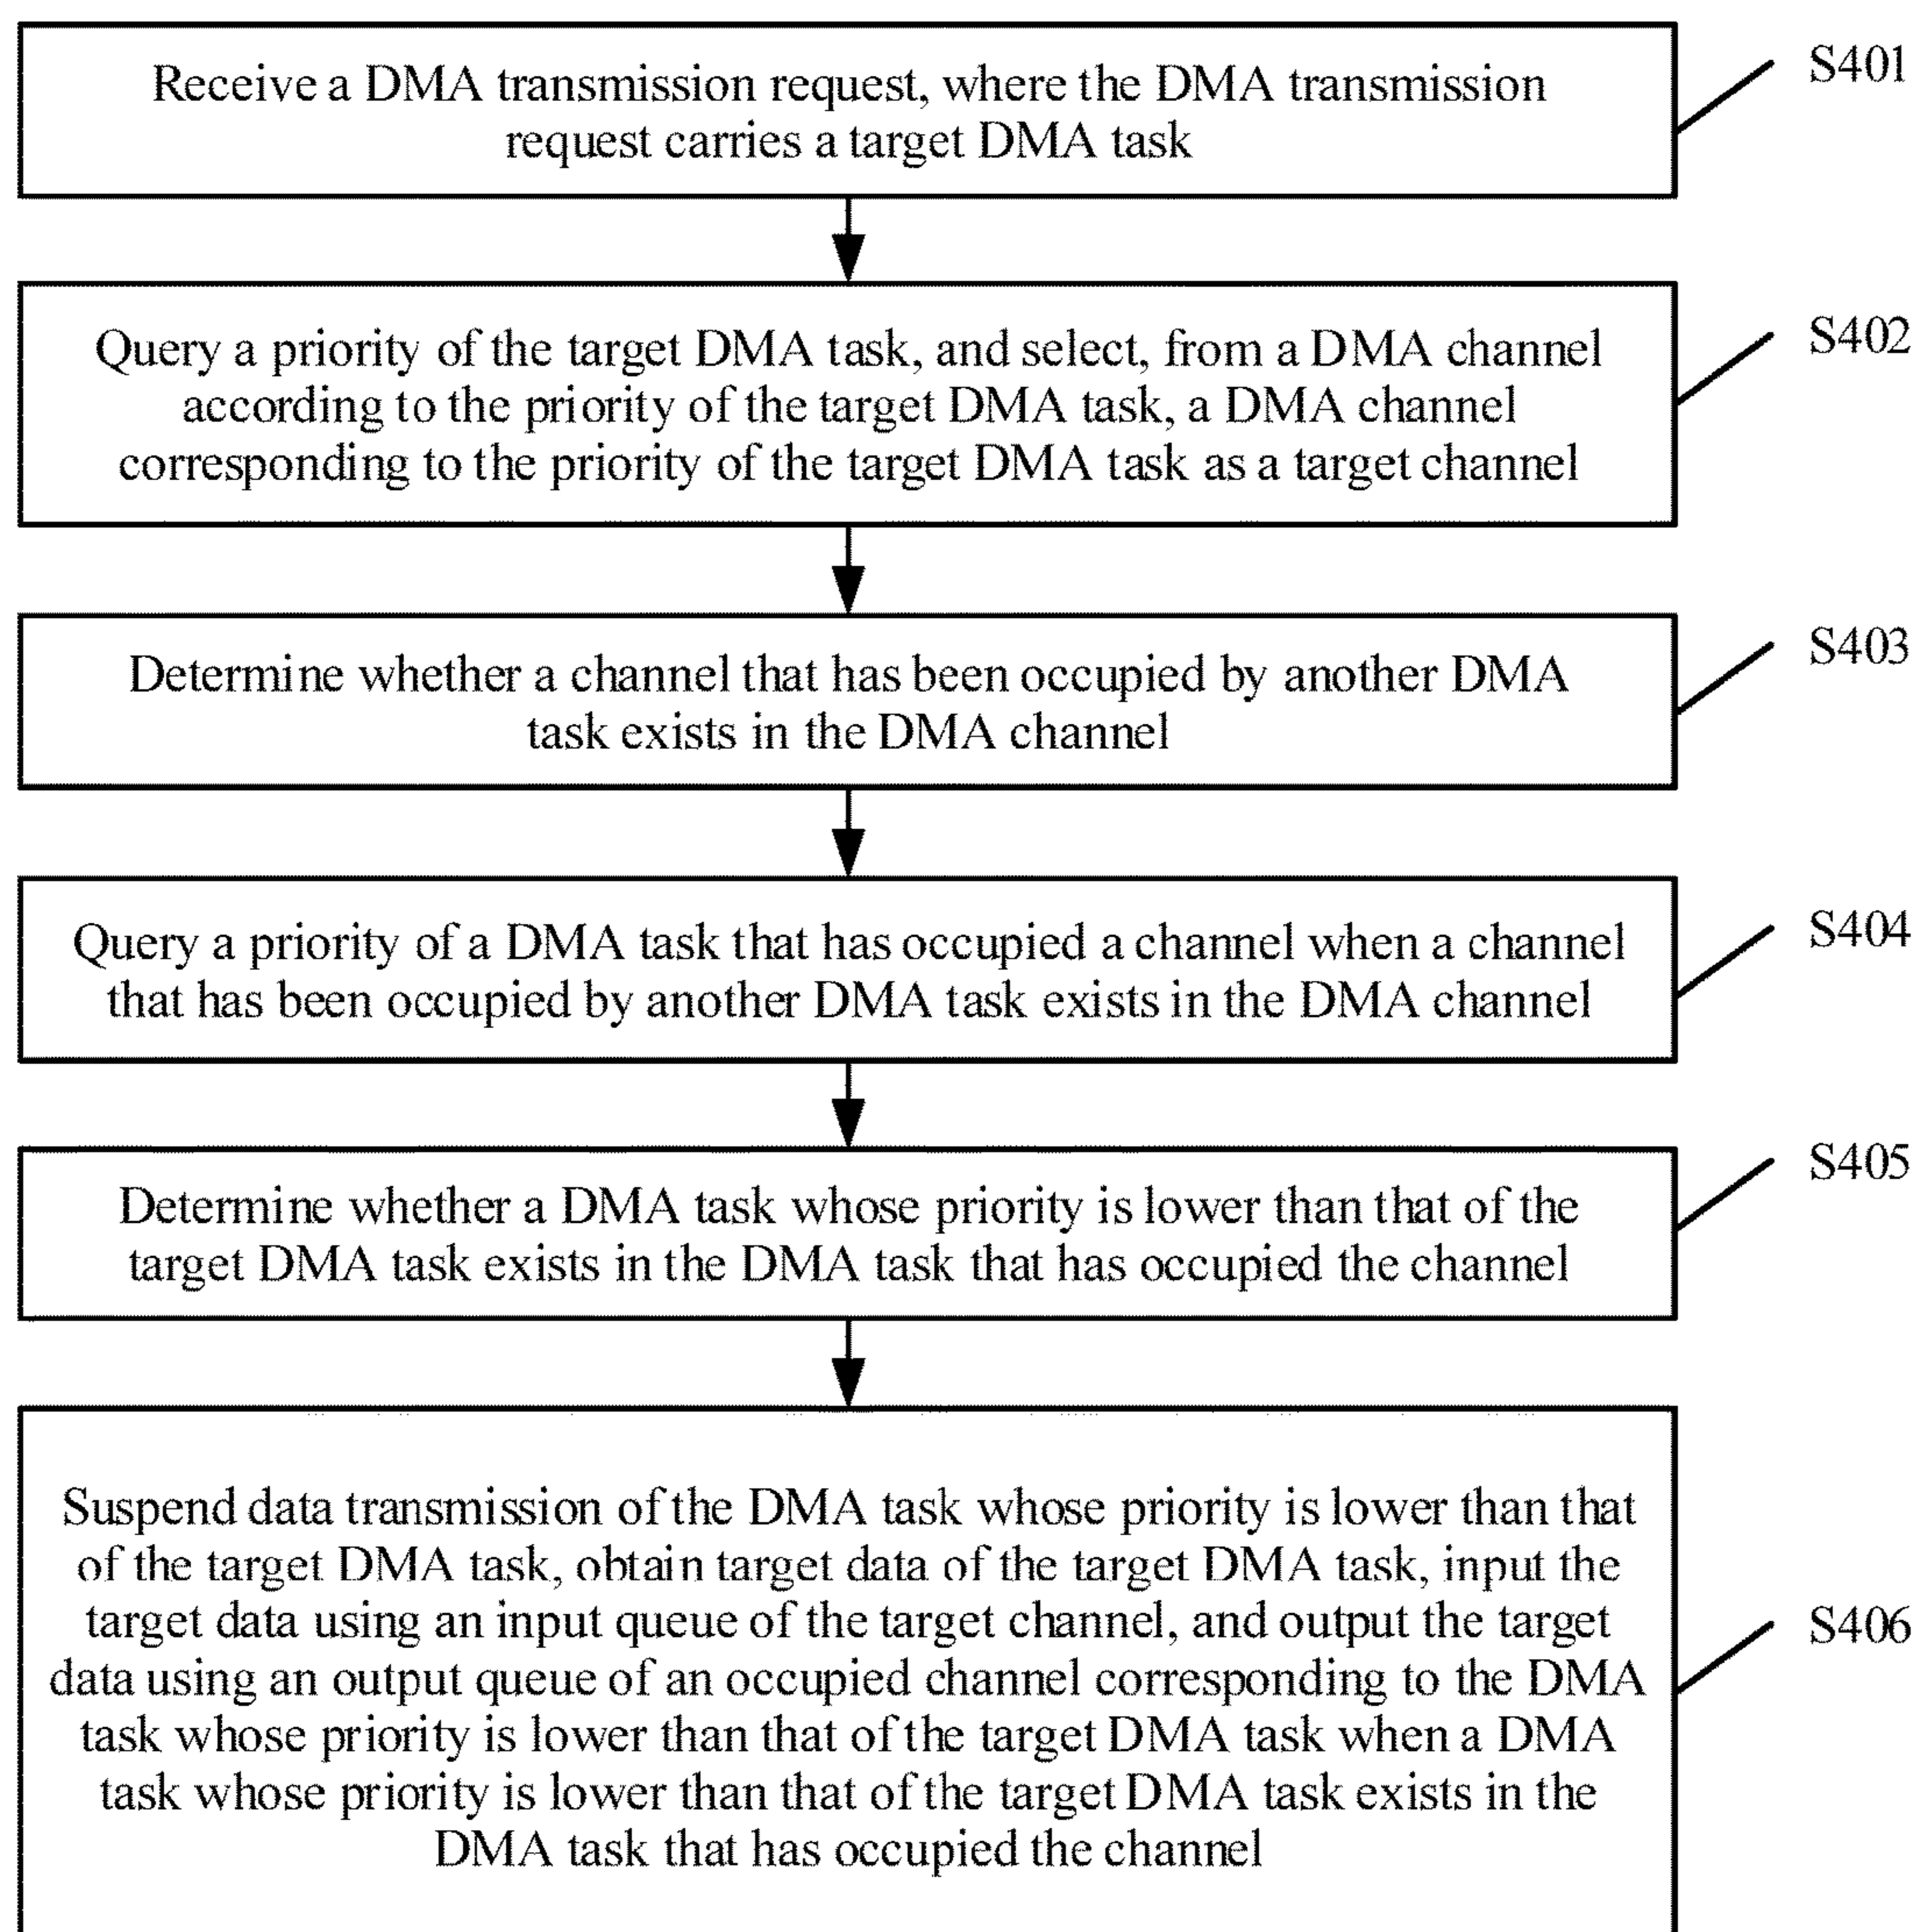 Receive a DMA transmission request, where the DMA transmission
request carries a target DMA task
S401
Query a priority of the target DMA task, and select, from a DMA channel
according to the priority of the target DMA task, a DMA channel
corresponding to the priority of the target DMA task as a target channel
S402
Determine whether a channel that has been occupied by another DMA
task exists in the DMA channel
S403
Query a priority of a DMA task that has occupied a channel when a channel
that has been occupied by another DMA task exists in the DMA channel
S404
Determine whether a DMA task whose priority is lower than that of the
target DMA task exists in the DMA task that has occupied the channel
S405
Suspend data transmission of the DMA task whose priority is lower than that
of the target DMA task, obtain target data of the target DMA task, input the
target data using an input queue of the target channel, and output the target
data using an output queue of an occupied channel corresponding to the DMA
task whose priority is lower than that of the target DMA task when a DMA
task whose priority is lower than that of the target DMA task exists in the
DMA task that has occupied the channel
S406